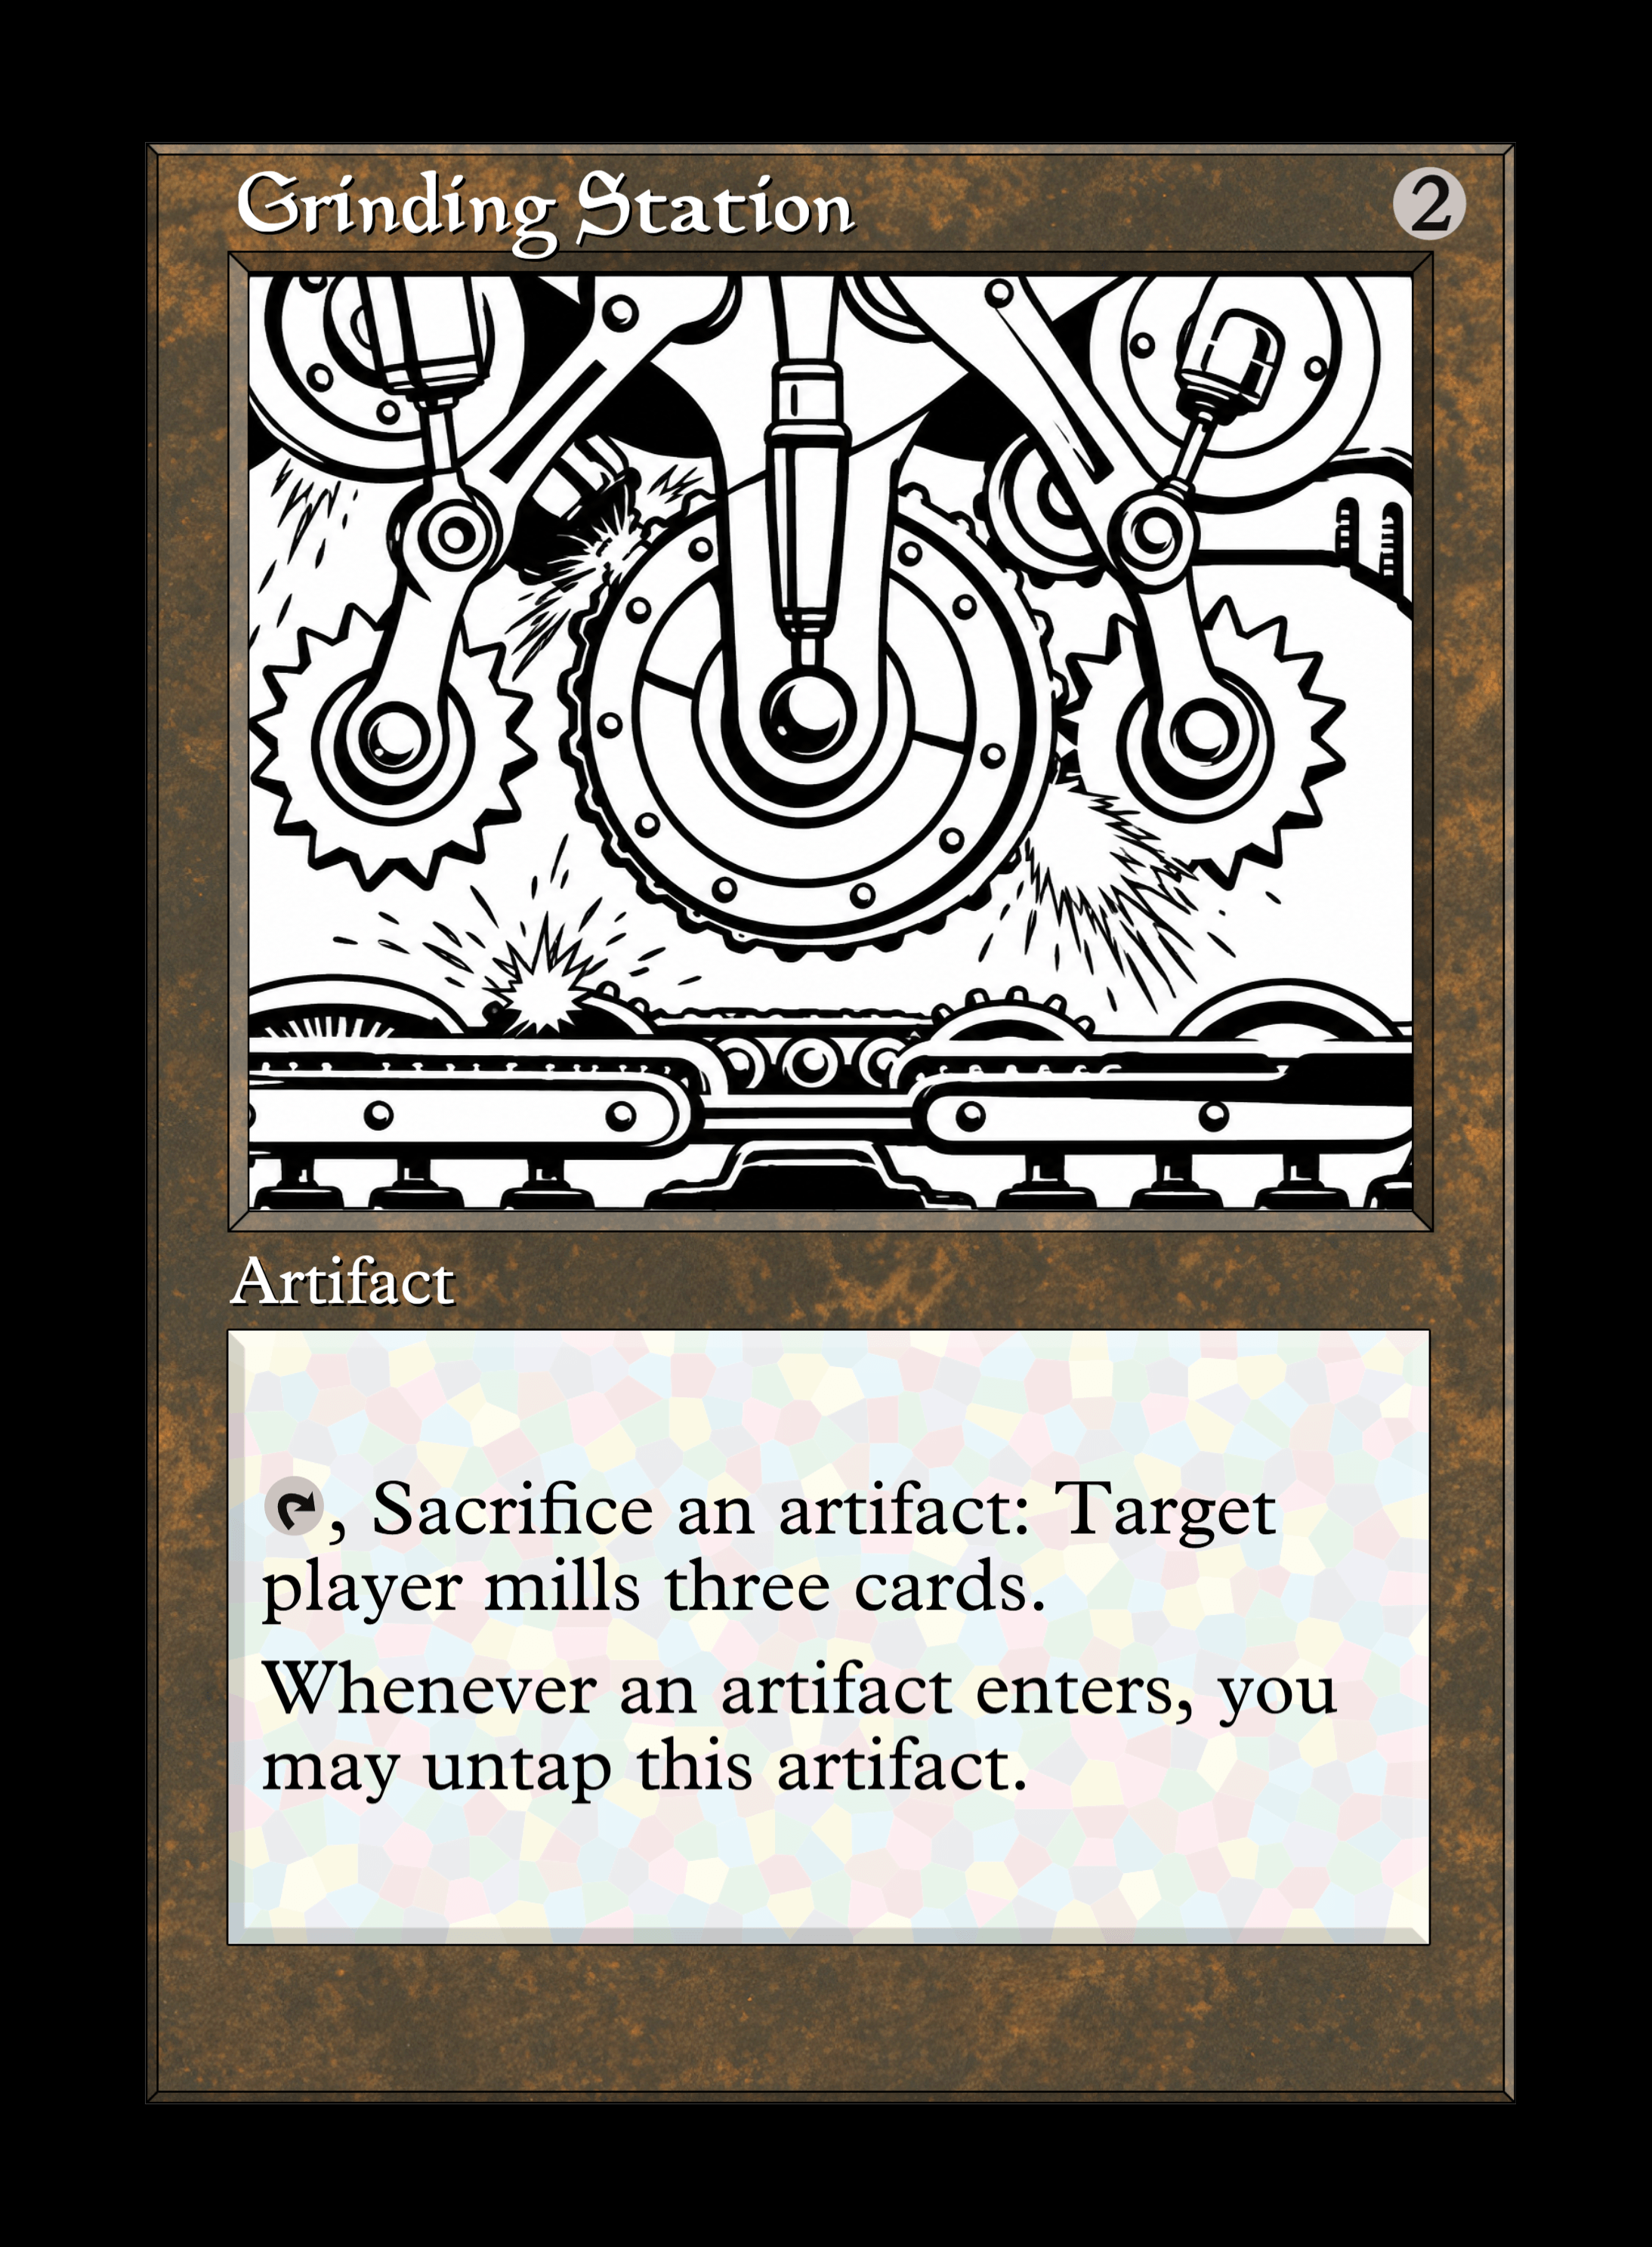 Grinding Station
2
Artifact
, Sacrifice an artifact: Target
player mills three cards.
Whenever an artifact enters, you
may untap this artifact.